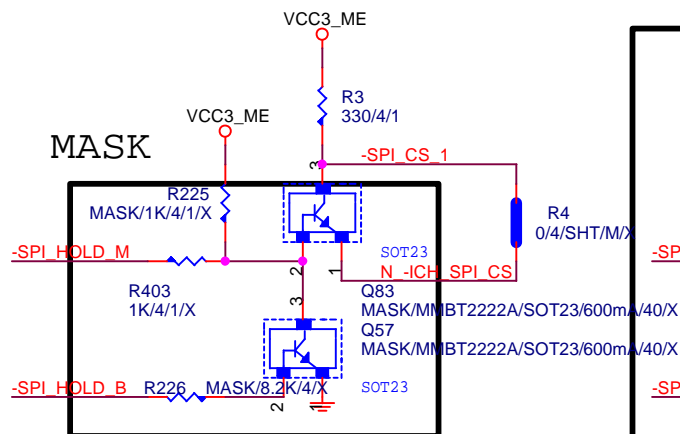 VCC3_ME
R3
330/4/1
VCC3_ME
MASK
3
-SPI_CS_1
R225
MASK/1K/4/1/X
R4
0/4/SHT/M/X
-SPI_HOLD_M
SOT23
2
1
N_-ICH_SPI_CS
-SP
R403
1K/4/1/X
3
Q83
MASK/MMBT2222A/SOT23/600mA/40/X
Q57
MASK/MMBT2222A/SOT23/600mA/40/X
-SPI_HOLD_B
R226
MASK/8.2K/4/X
SOT23
2
1
-SP